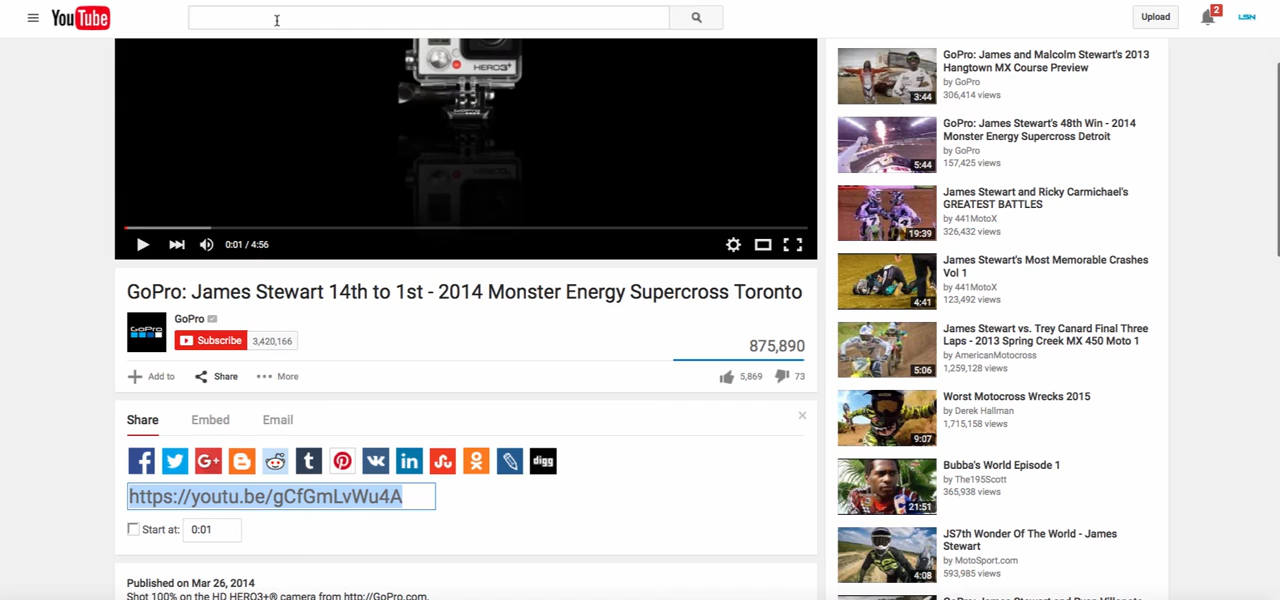 YouTube
Upload
2
LSN
HERO3+
0:01 / 4:56
GoPro: James Stewart 14th to 1st - 2014 Monster Energy Supercross Toronto
GoPro
GoPro
Subscribe 3,420,166
875,890
Add to Share More
5,869 73
Share Embed Email
digg
https://youtu.be/gCfGmLvWu4A
Start at: 0:01
Published on Mar 26, 2014
Shot 100% on the HD HERO3+® camera from http://GoPro.com.
3:44
GoPro: James and Malcolm Stewart's 2013
Hangtown MX Course Preview
by GoPro
306,414 views
5:44
GoPro: James Stewart's 48th Win - 2014
Monster Energy Supercross Detroit
by GoPro
157,425 views
19:39
James Stewart and Ricky Carmichael's
GREATEST BATTLES
by 441MotoX
326,432 views
4:41
James Stewart's Most Memorable Crashes
Vol 1
by 441MotoX
123,492 views
5:06
James Stewart vs. Trey Canard Final Three
Laps - 2013 Spring Creek MX 450 Moto 1
by AmericanMotocross
1,259,128 views
9:07
Worst Motocross Wrecks 2015
by Derek Hallman
1,715,158 views
21:51
Bubba's World Episode 1
by The195Scott
365,938 views
4:08
JS7th Wonder Of The World - James
Stewart
by MotoSport.com
593,985 views